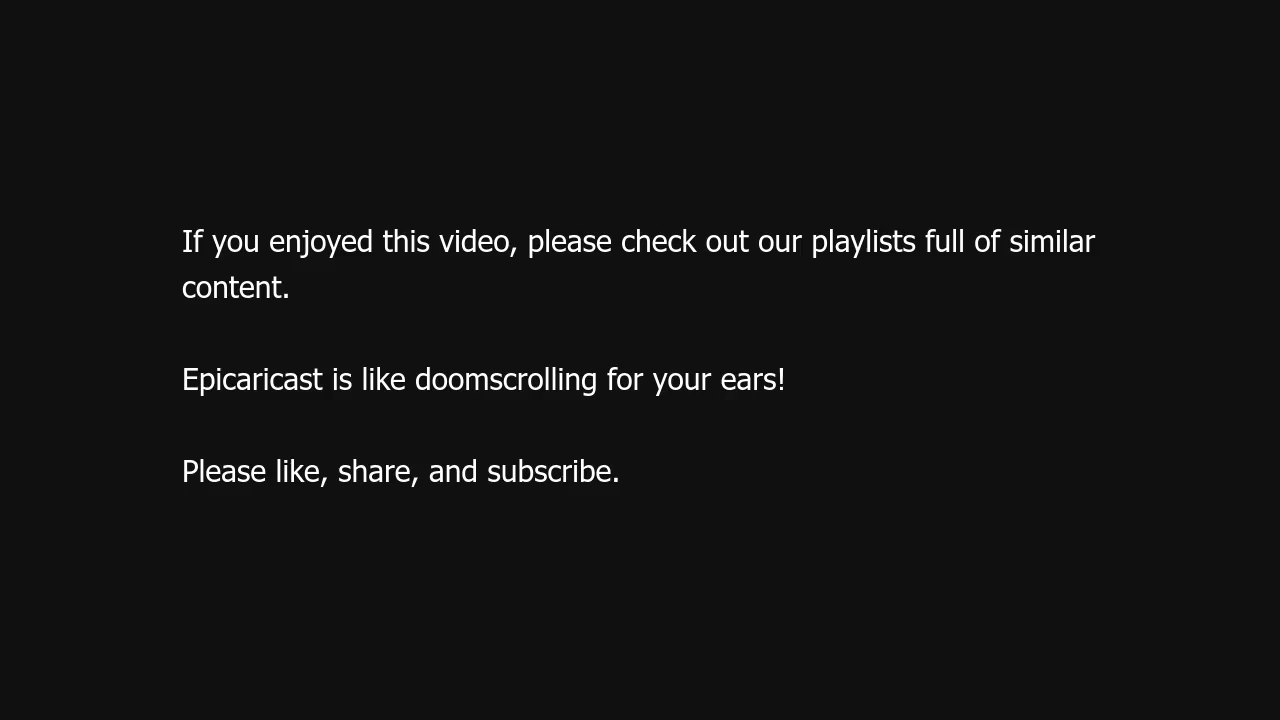 If you enjoyed this video, please check out our playlists full of similar
content.
Epicaricast is like doomscrolling for your ears!
Please like, share, and subscribe.